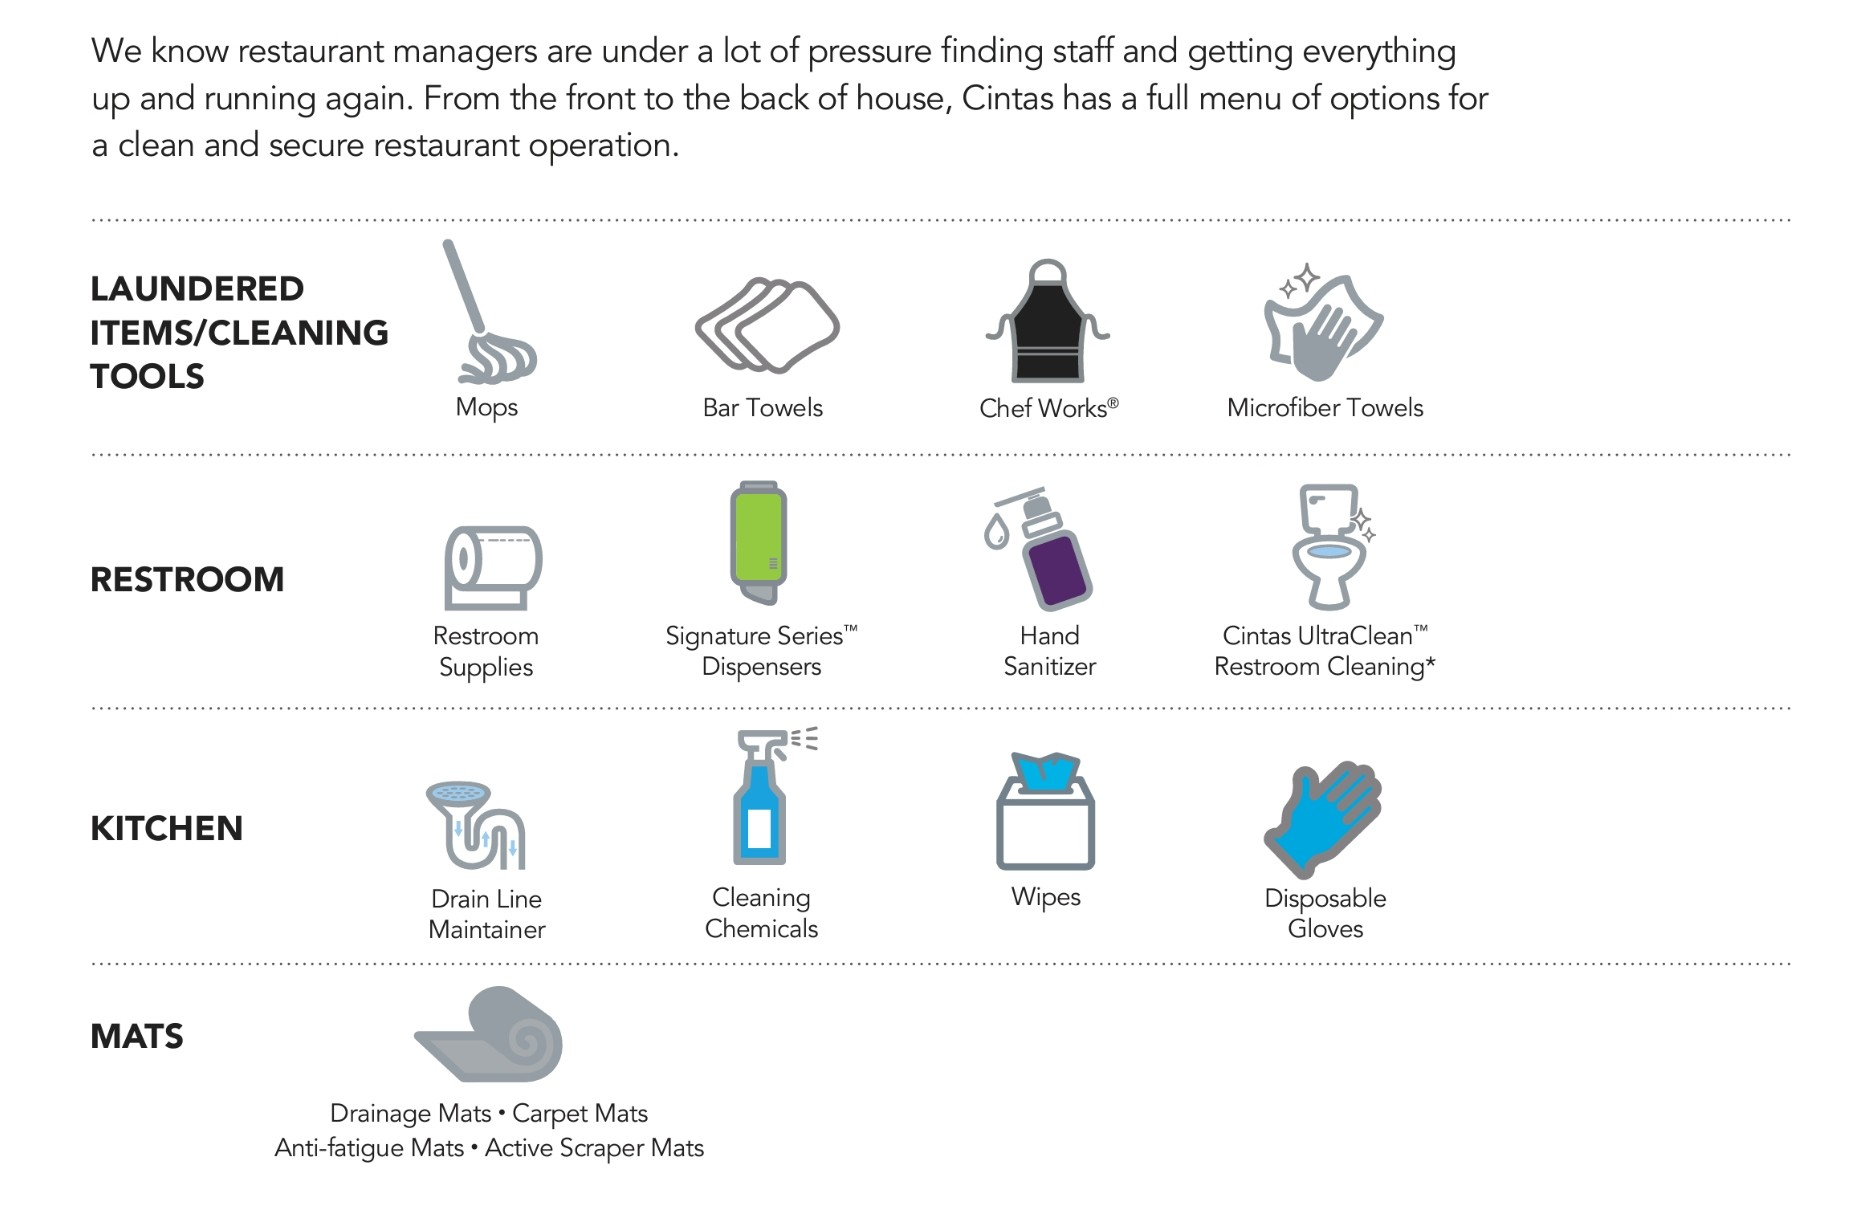 We know restaurant managers are under a lot of pressure finding staff and getting everything
up and running again. From the front to the back of house, Cintas has a full menu of options for
a clean and secure restaurant operation.
LAUNDERED
ITEMS/CLEANING
TOOLS
Mops
Bar Towels
Chef Works®
Microfiber Towels
RESTROOM
Restroom
Supplies
Signature Series™
Dispensers
Hand
Sanitizer
Cintas UltraClean™
Restroom Cleaning*
KITCHEN
Drain Line
Maintainer
Cleaning
Chemicals
Wipes
Disposable
Gloves
MATS
Drainage Mats • Carpet Mats
Anti-fatigue Mats • Active Scraper Mats